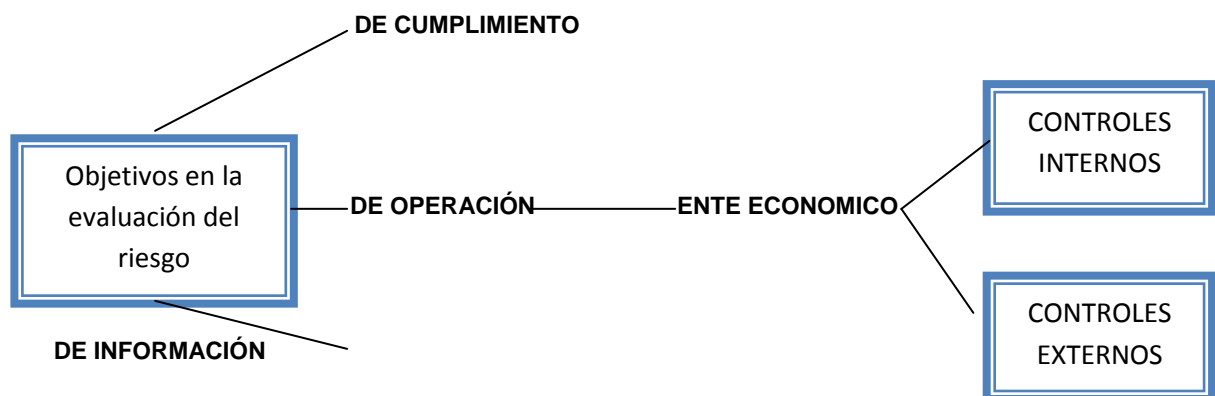 DE CUMPLIMIENTO
CONTROLES
INTERNOS
Objetivos en la
evaluación del
riesgo
DE OPERACIÓN
ENTE ECONOMICO
CONTROLES
EXTERNOS
DE INFORMACIÓN